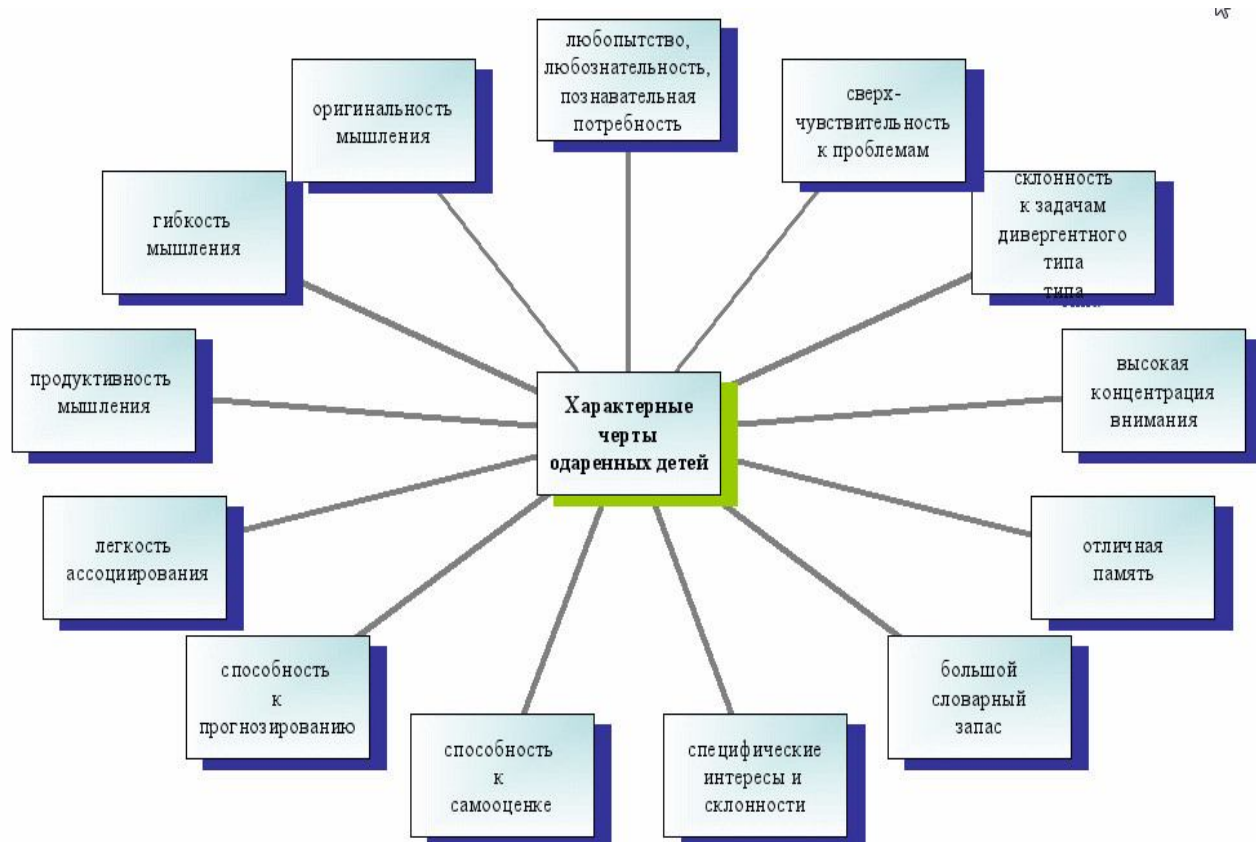 любопытство,
любознательность,
познавательная
потребность
сверх-
чувствительность
к проблемам
склонность
к задачам
дивергентного
типа
типа
высокая
концентрация
внимания
отличная
память
большой
словарный
запас
специфические
интересы и
склонности
способность
к
самооценке
способность
к
прогнозированию
легкость
ассоциирования
продуктивность
мышления
гибкость
мышления
оригинальность
мышления
Характерные
черты
одаренных детей